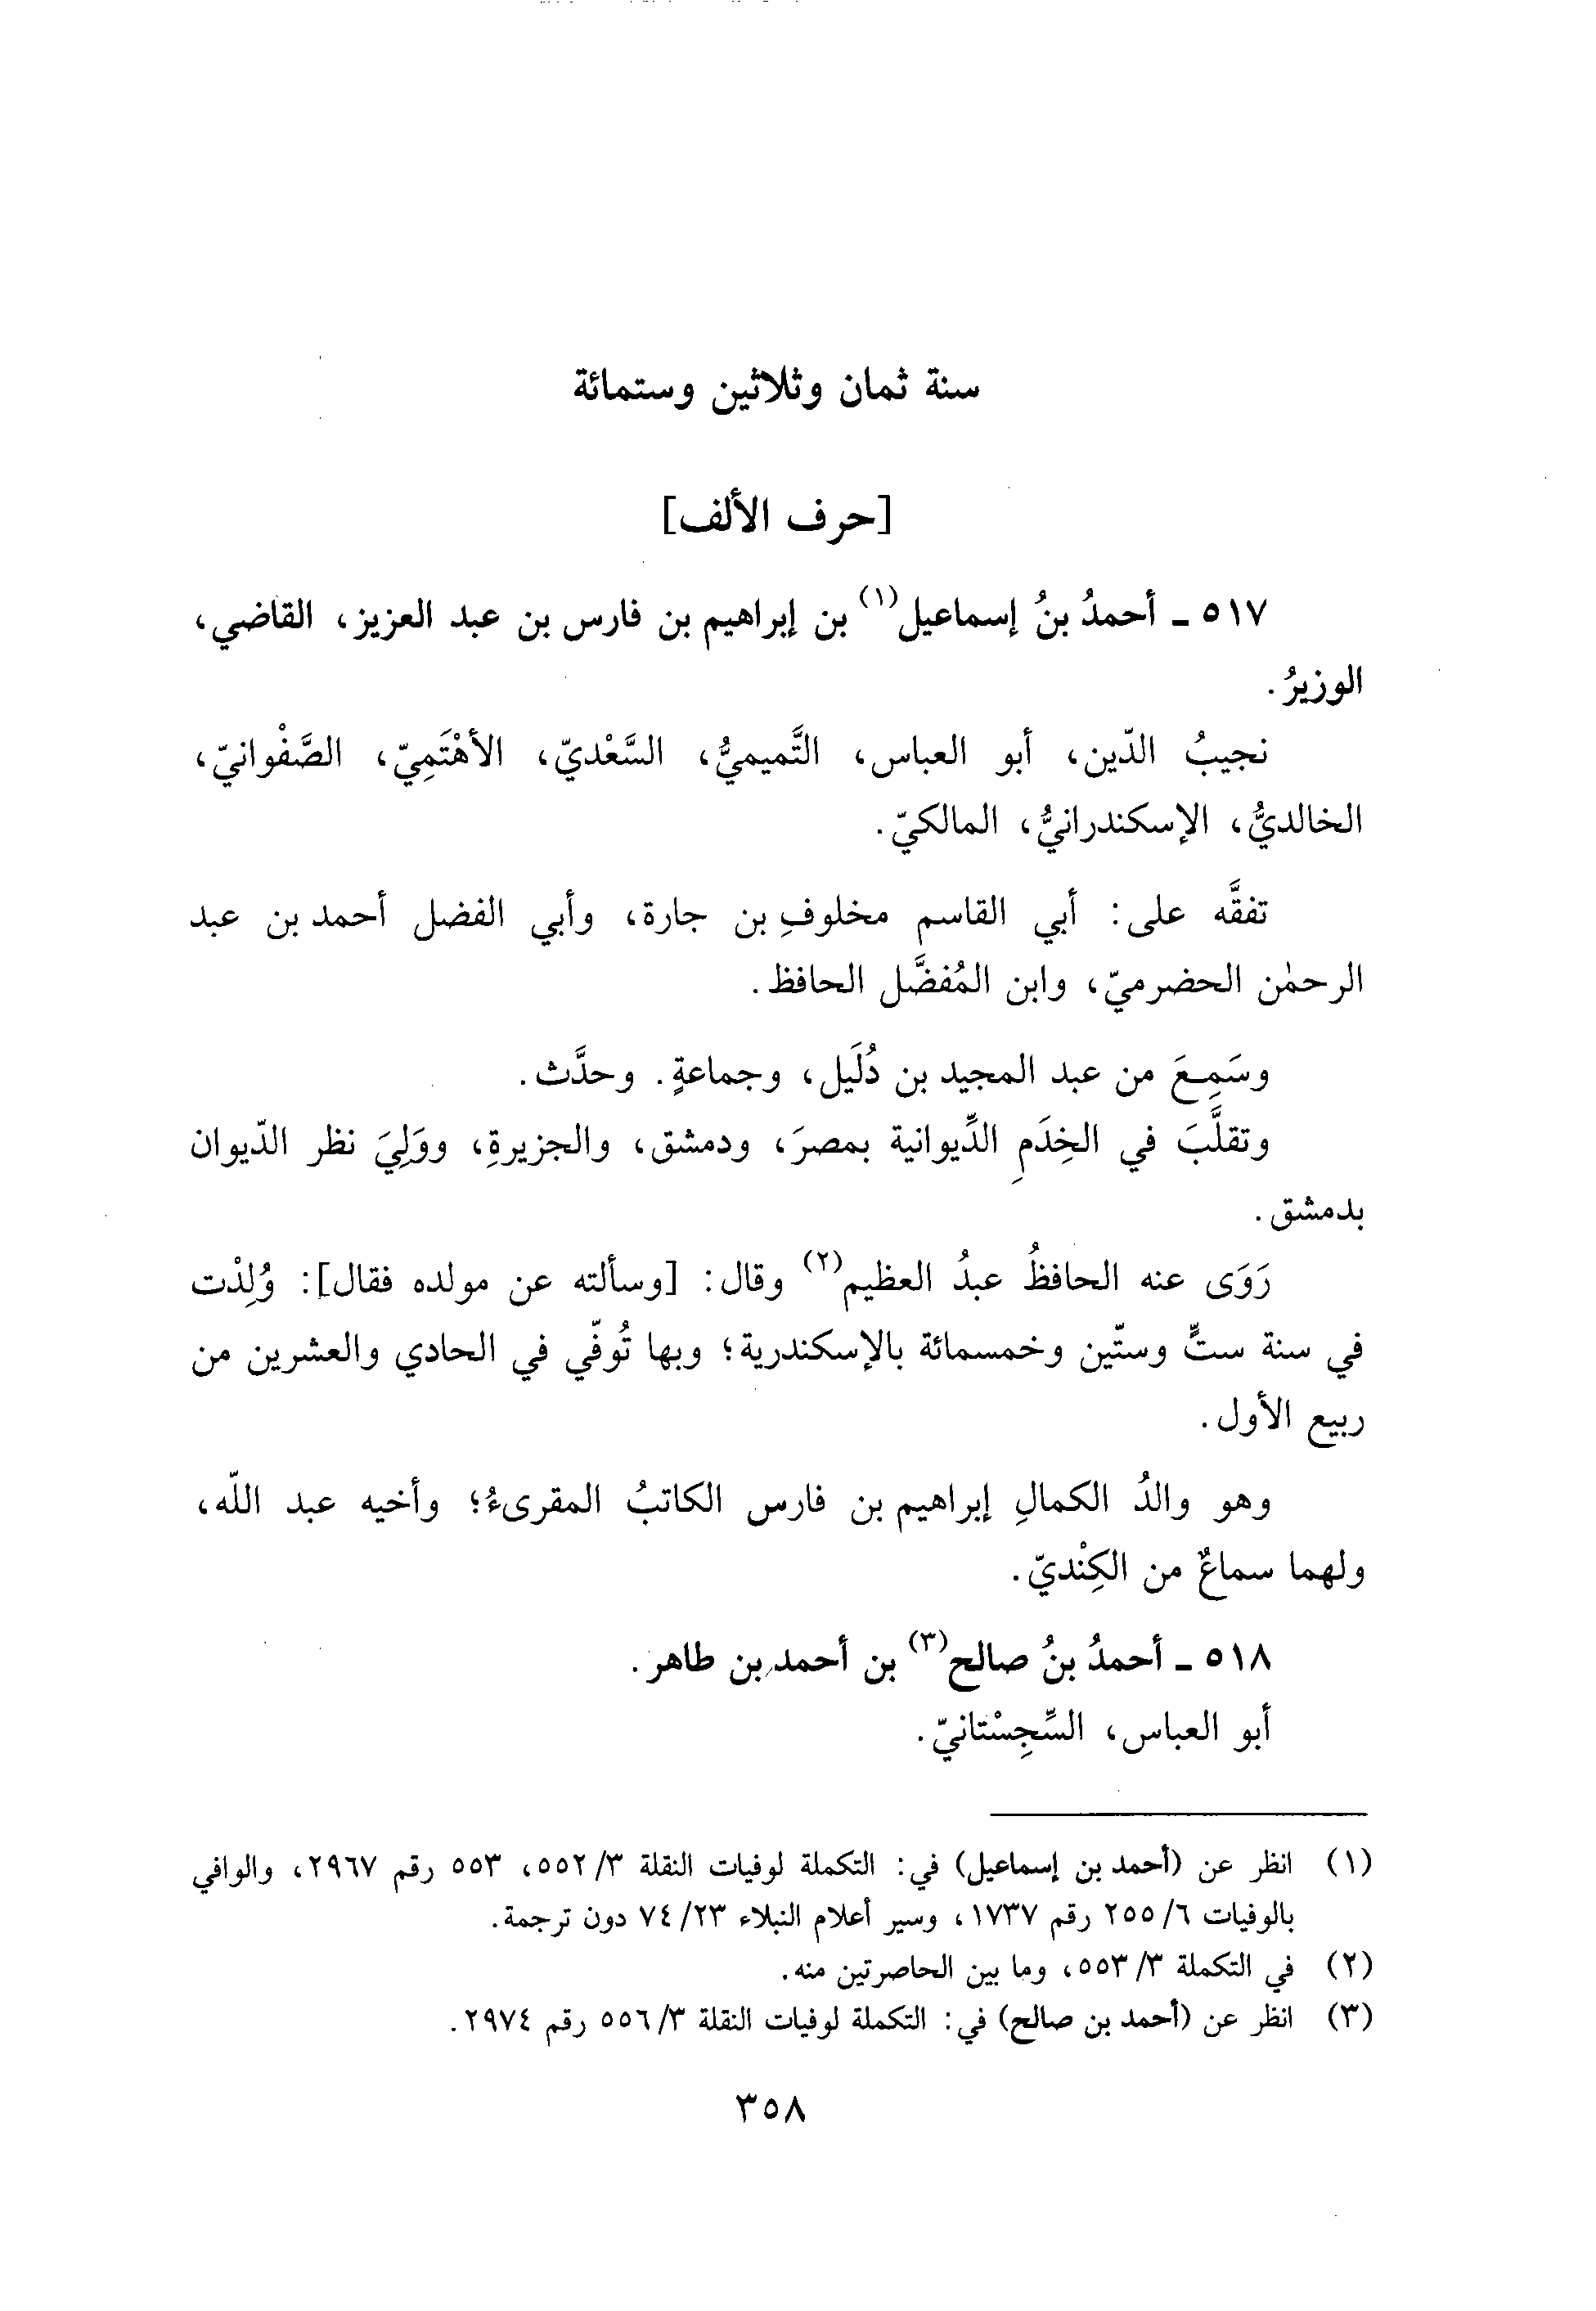 سنة ثمان وثلاثين وستمائة
[حرف الألف]
٥١٧ ـ أحمدُ بنُ إسماعيل(١) بن إبراهيم بن فارس بن عبد العزيز، القاضي،
الوزيرُ.
نجيبُ الدّين، أبو العباس، التَّميميُّ، السَّعْديّ، الأهْتَمِيّ، الصَّفْوانيّ،
الخالديُّ، الإسكندرانيُّ، المالكيّ.
تفقَّه على: أبي القاسم مخلوفِ بن جارة، وأبي الفضل أحمد بن عبد
الرحمٰن الحضرميّ، وابن المُفضَّل الحافظ.
وسَمِعَ من عبد المجيد بن دُلَيل، وجماعةٍ. وحدَّث.
وتقلَّبَ في الخِدَمِ الدِّيوانية بمصرَ، ودمشق، والجزيرةِ، ووَلِيَ نظر الدّيوان
بدمشق.
رَوَى عنه الحافظُ عبدُ العظيم(٢) وقال: [وسألته عن مولده فقال]: وُلِدْت
في سنة ستٍّ وستّين وخمسمائة بالإسكندرية؛ وبها تُوفّي في الحادي والعشرين من
ربيع الأول.
وهو والدُ الكمالِ إبراهيم بن فارس الكاتبُ المقرىءُ؛ وأخيه عبد اللّه،
ولهما سماعٌ من الكِنْديّ.
٥١٨ ـ أحمدُ بنُ صالح(٣) بن أحمد بن طاهر.
أبو العباس، السِّجِسْتانيّ.
(١) انظر عن (أحمد بن إسماعيل) في: التكملة لوفيات النقلة ٣/ ٥٥٢، ٥٥٣ رقم ٢٩٦٧، والوافي
بالوفيات ٦/ ٢٥٥ رقم ١٧٣٧، وسير أعلام النبلاء ٢٣/ ٧٤ دون ترجمة.
(٢) في التكملة ٣/ ٥٥٣، وما بين الحاصرتين منه.
(٣) انظر عن (أحمد بن صالح) في: التكملة لوفيات النقلة ٣/ ٥٥٦ رقم ٢٩٧٤.
٣٥٨